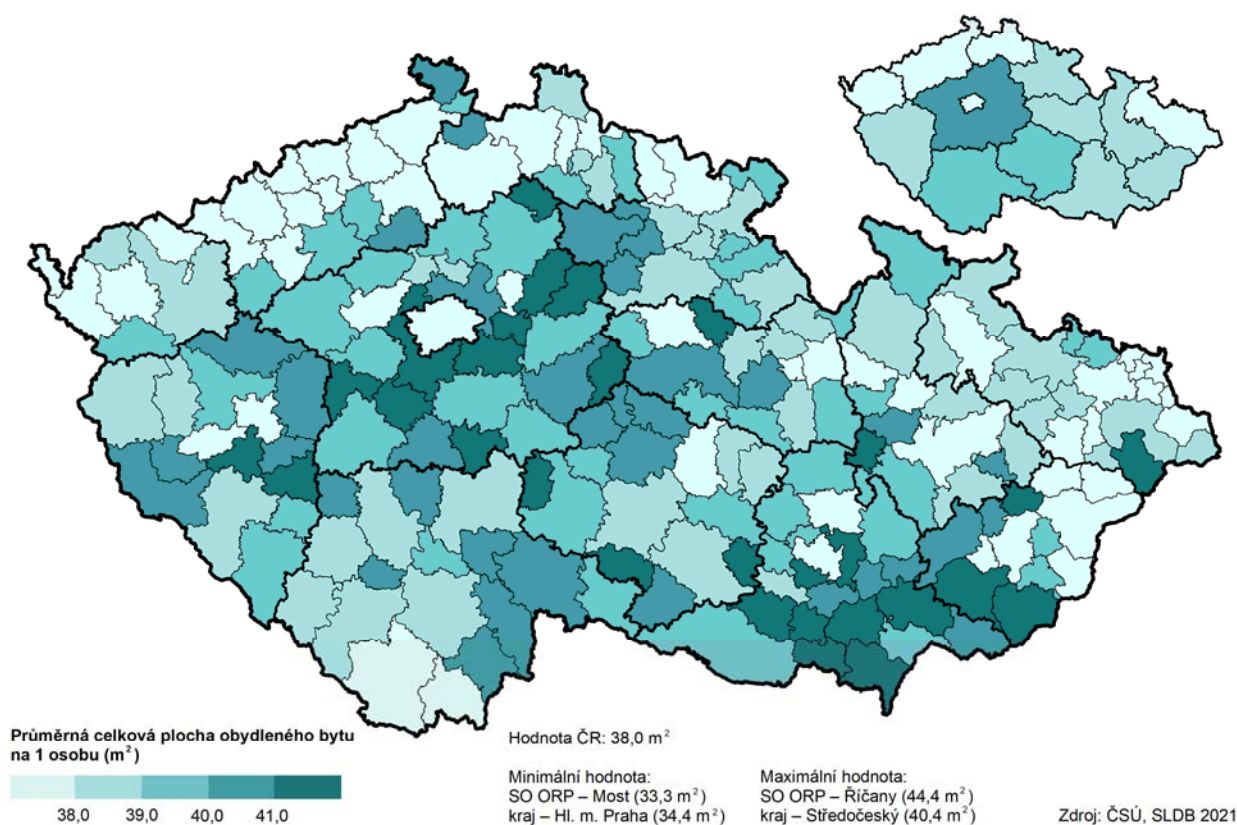 Průměrná celková plocha obydleného bytu
na 1 osobu (m²)
38,0 39,0 40,0 41,0
Hodnota ČR: 38,0 m²
Minimální hodnota:
SO ORP – Most (33,3 m²)
kraj – Hl. m. Praha (34,4 m²)
Maximální hodnota:
SO ORP – Říčany (44,4 m²)
kraj – Středočeský (40,4 m²)
Zdroj: ČSÚ, SLDB 2021